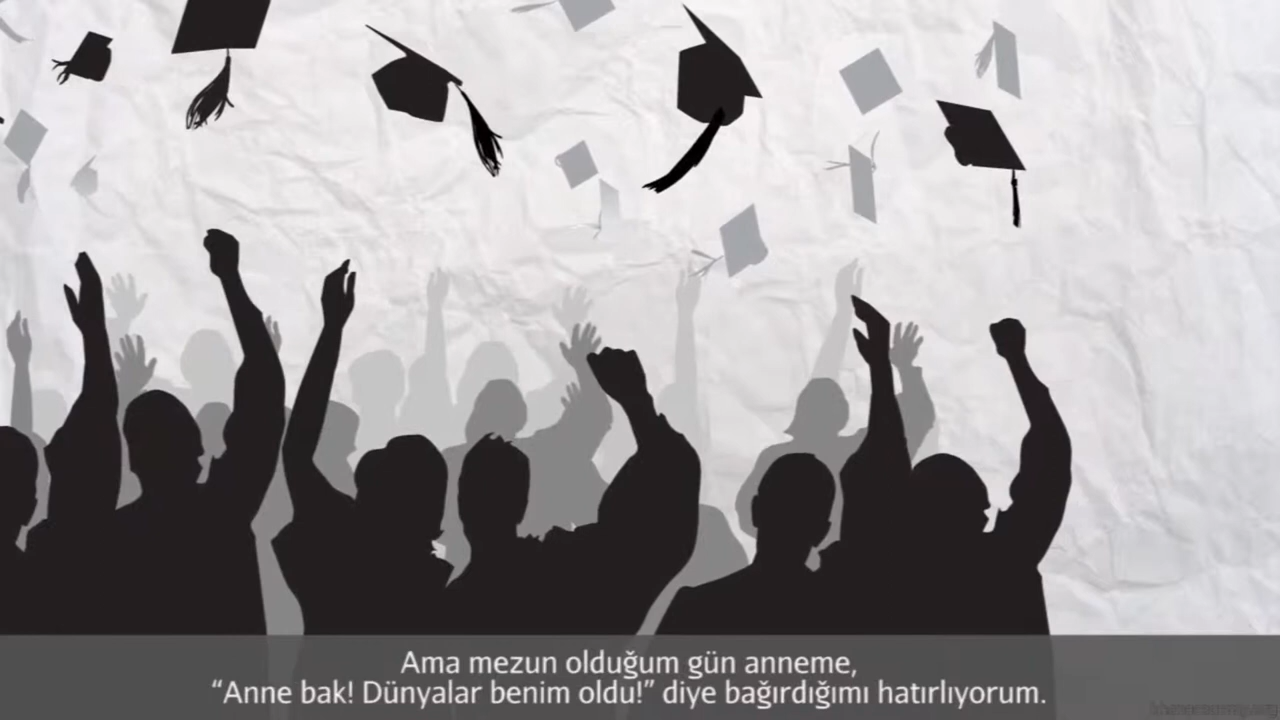 Ama mezun olduğum gün anneme,
“Anne bak! Dünyalar benim oldu!” diye bağırdığımı hatırlıyorum.